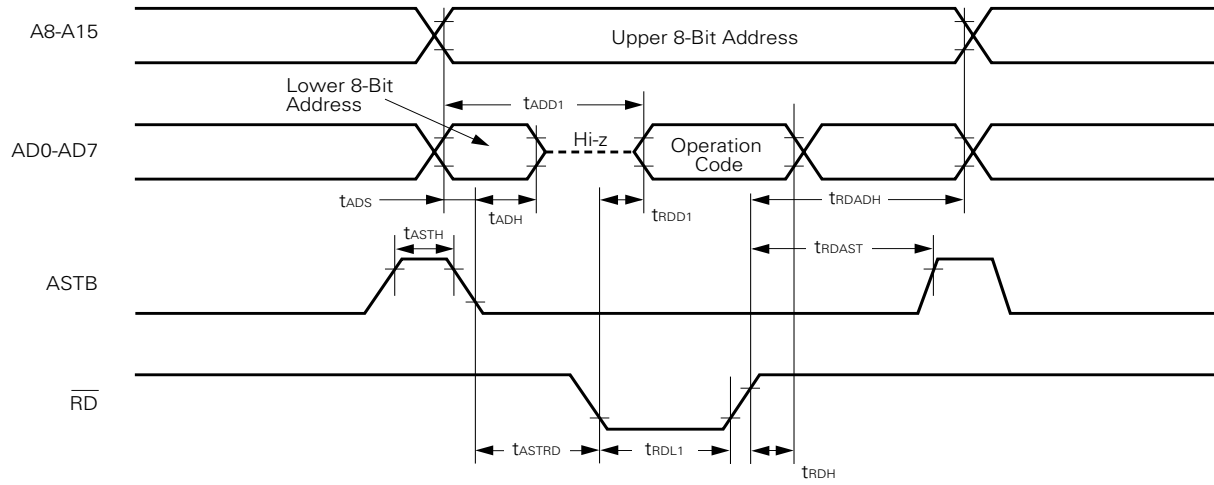 A8-A15
Upper 8-Bit Address
Lower 8-Bit
Address
tADD1
AD0-AD7
Hi-z
Operation
Code
tADS
tADH
tRDD1
tRDADH
tASTH
tRDAST
ASTB
RD
tASTRD
tRDL1
tRDH